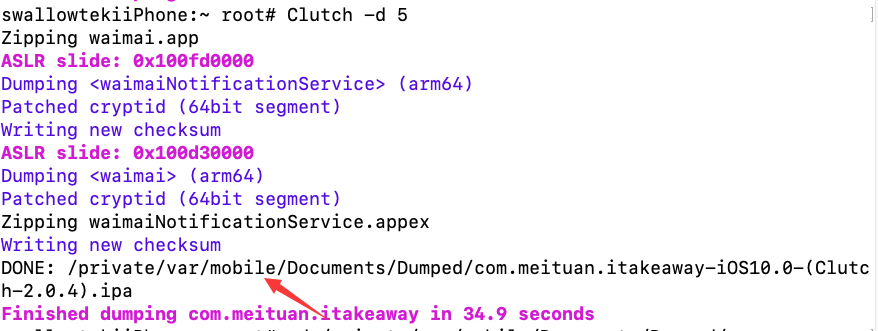 swallowtekiiPhone:~ root# Clutch -d 5
Zipping waimai.app
ASLR slide: 0x100fd0000
Dumping <waimaiNotificationService> (arm64)
Patched cryptid (64bit segment)
Writing new checksum
ASLR slide: 0x100d30000
Dumping <waimai> (arm64)
Patched cryptid (64bit segment)
Zipping waimaiNotificationService.appex
Writing new checksum
DONE: /private/var/mobile/Documents/Dumped/com.meituan.itakeaway-iOS10.0-(Clutc
h-2.0.4).ipa
Finished dumping com.meituan.itakeaway in 34.9 seconds